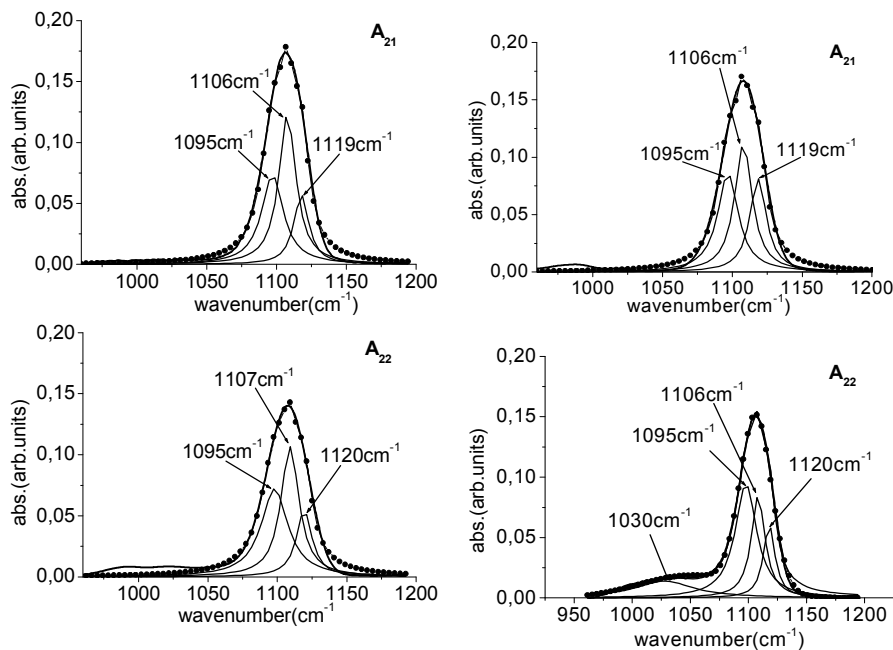 A21
0,20
0,15
0,10
0,05
0,00
abs.(arb.units)
1106cm-1
1095cm-1
1119cm-1
1000
1050
1100
1150
1200
wavenumber(cm-1)
A21
0,20
0,15
0,10
0,05
0,00
abs.(arb.units)
1106cm-1
1095cm-1
1119cm-1
1000
1050
1100
1150
1200
wavenumber(cm-1)
A22
0,20
0,15
0,10
0,05
0,00
abs.(arb.units)
1107cm-1
1095cm-1
1120cm-1
1000
1050
1100
1150
1200
wavenumber(cm-1)
A22
0,20
0,15
0,10
0,05
0,00
abs.(arb.units)
1106cm-1
1095cm-1
1120cm-1
1030cm-1
950
1000
1050
1100
1150
1200
wavenumber(cm-1)